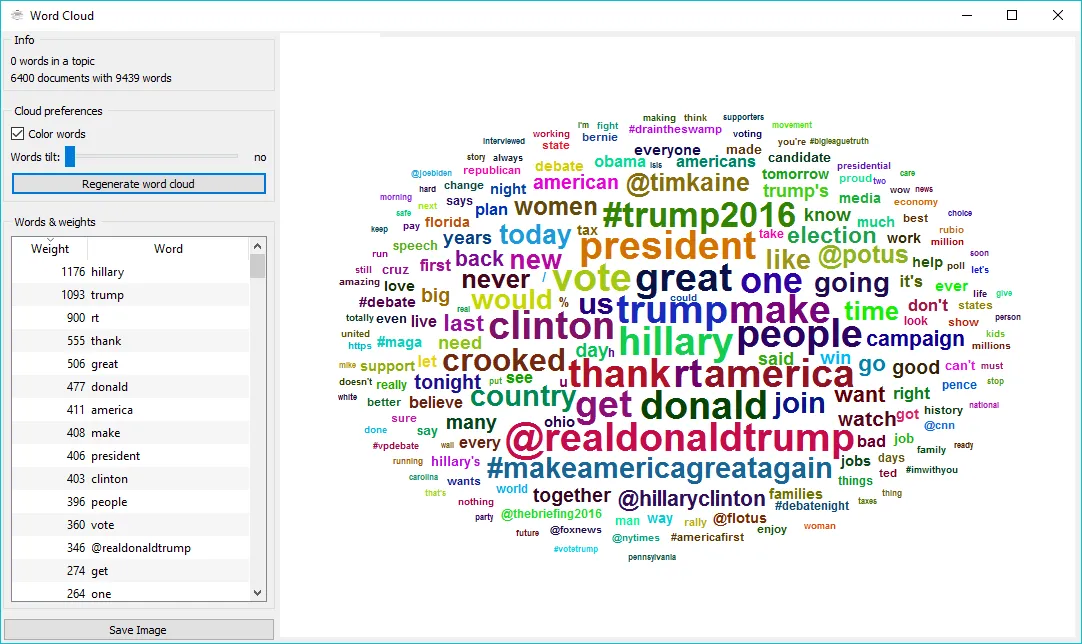 Word Cloud
Info
0 words in a topic
6400 documents with 9439 words
Cloud preferences
Color words
Words tilt: no
Regenerate word cloud
Words & weights
Weight Word
1176 hillary
1093 trump
900 rt
555 thank
506 great
477 donald
411 america
408 make
406 president
403 clinton
396 people
360 vote
346 @realdonaldtrump
274 get
264 one
Save Image
making think supporters
I'm fight #draintheswamp voting movement
working bernie
interviewed state everyone made you're #bigleaguetruth
story always debate obama isis americans candidate
@joebiden republican tomorrow presidential care
hard change night american @timkaine trump's proud two wow news
morning says plan women #trump2016 know media economy
safe next florida much best choice
keep pay years today tax president take election work rubio
speech million
run back new like @potus help poll soon
still cruz first never / vote great one going it's let's
amazing love would could ever life give
#debate big % us trump make time don't states
totally even live last real clinton look show person
united need hillary people campaign kids
https #maga day h said win millions
mike support let crooked thank rt america go good can't must
doesn't really tonight put see u want right pence stop
white better believe country get donald join history national
sure many ohio watch got @cnn
done say @realdonaldtrump bad job family ready
#vpdebate wall every
running hillary's #makeamericagreatagain jobs days #imwithyou
carolina wants ted
that's world together @hillaryclinton families things thing
nothing #debatenight taxes
party @thebriefing2016 man way rally @flotus woman
future @foxnews @nytimes #americafirst enjoy
#votetrump pennsylvania